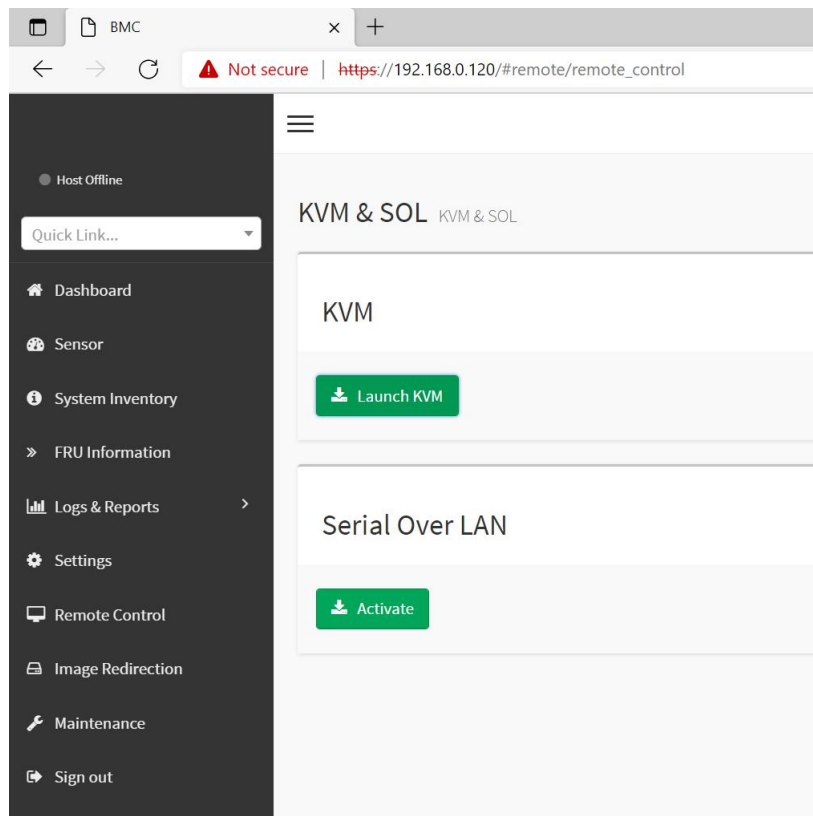 BMC
Not secure | https://192.168.0.120/#remote/remote_control
Host Offline
Quick Link...
Dashboard
Sensor
System Inventory
FRU Information
Logs & Reports
Settings
Remote Control
Image Redirection
Maintenance
Sign out
KVM & SOL KVM & SOL
KVM
Launch KVM
Serial Over LAN
Activate